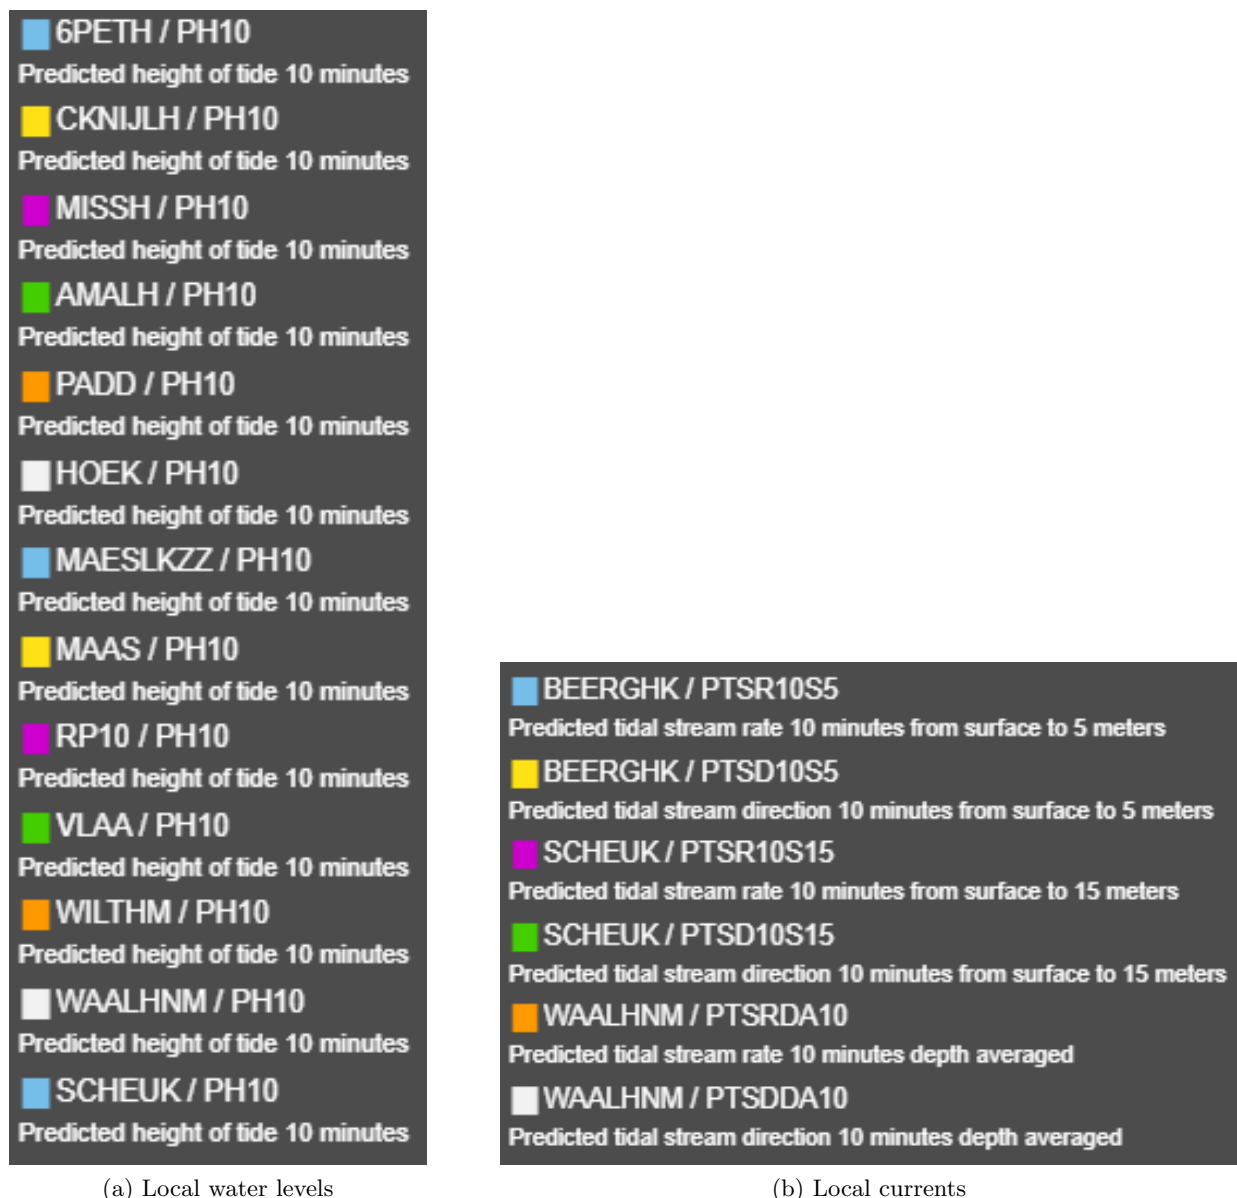 6PETH / PH10
Predicted height of tide 10 minutes
CKNIJLH / PH10
Predicted height of tide 10 minutes
MISSH / PH10
Predicted height of tide 10 minutes
AMALH / PH10
Predicted height of tide 10 minutes
PADD / PH10
Predicted height of tide 10 minutes
HOEK / PH10
Predicted height of tide 10 minutes
MAESLKZZ / PH10
Predicted height of tide 10 minutes
MAAS / PH10
Predicted height of tide 10 minutes
RP10 / PH10
Predicted height of tide 10 minutes
VLAA / PH10
Predicted height of tide 10 minutes
WILTHM / PH10
Predicted height of tide 10 minutes
WAALHNM / PH10
Predicted height of tide 10 minutes
SCHEUK / PH10
Predicted height of tide 10 minutes
(a) Local water levels
BEERGHK / PTSR10S5
Predicted tidal stream rate 10 minutes from surface to 5 meters
BEERGHK / PTSD10S5
Predicted tidal stream direction 10 minutes from surface to 5 meters
SCHEUK / PTSR10S15
Predicted tidal stream rate 10 minutes from surface to 15 meters
SCHEUK / PTSD10S15
Predicted tidal stream direction 10 minutes from surface to 15 meters
WAALHNM / PTSRDA10
Predicted tidal stream rate 10 minutes depth averaged
WAALHNM / PTSDDA10
Predicted tidal stream direction 10 minutes depth averaged
(b) Local currents